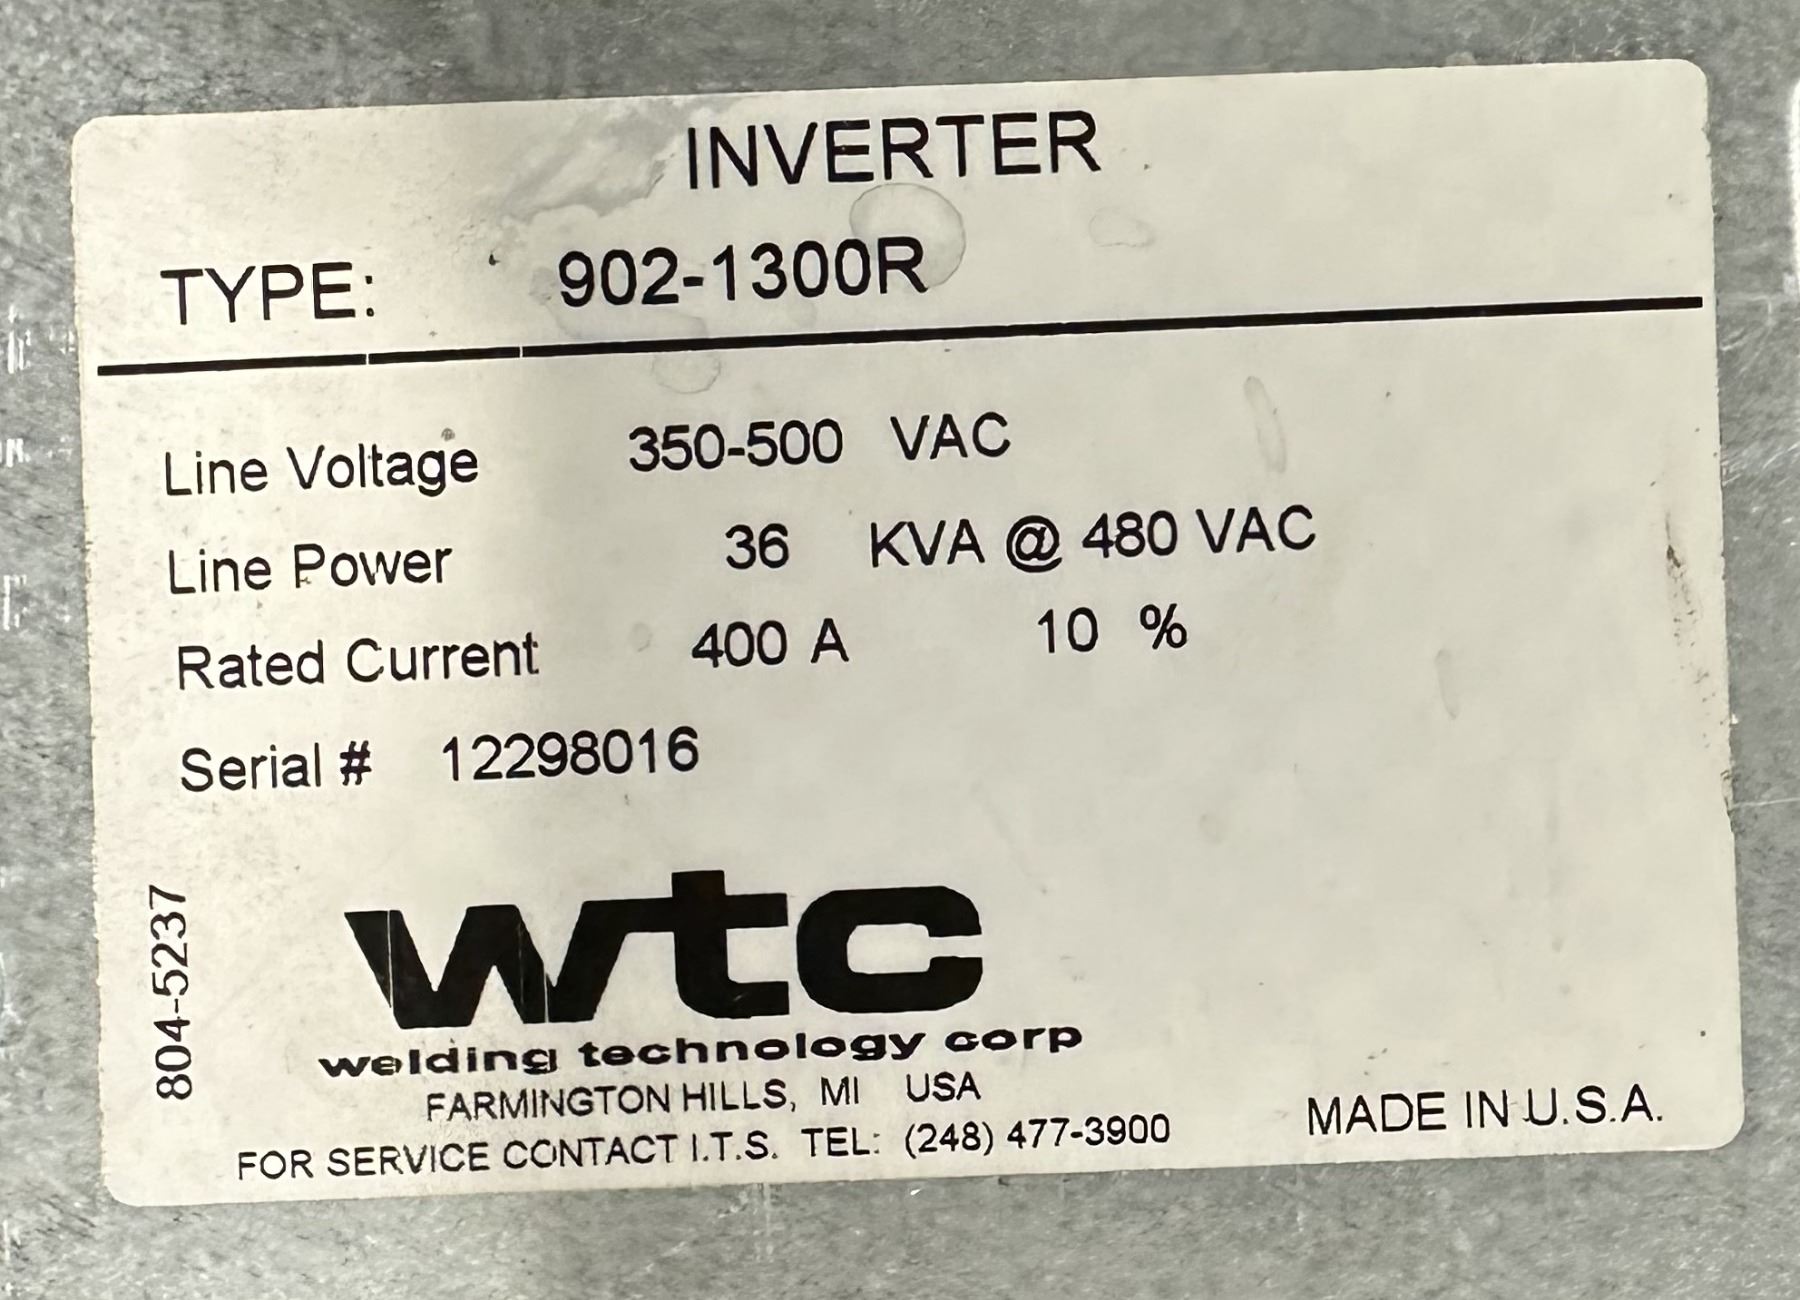 INVERTER
TYPE: 902-1300R
Line Voltage 350-500 VAC
Line Power 36 KVA @ 480 VAC
Rated Current 400 A 10 %
Serial # 12298016
804-5237
wtc
welding technology corp
FARMINGTON HILLS, MI USA
FOR SERVICE CONTACT I.T.S. TEL: (248) 477-3900
MADE IN U.S.A.